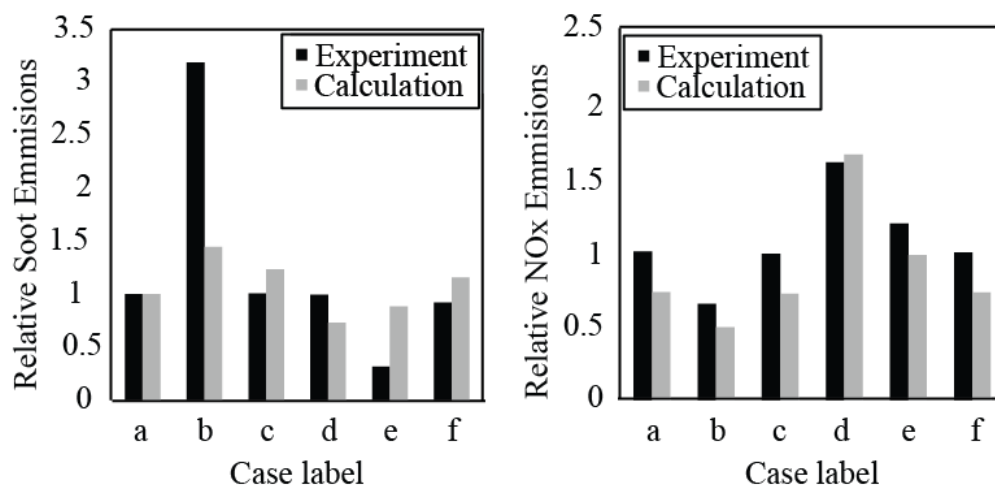 3.5
3
2.5
2
1.5
1
0.5
0
Relative Soot Emmisions
Experiment
Calculation
a b c d e f
Case label
2.5
2
1.5
1
0.5
0
Relative NOx Emmisions
Experiment
Calculation
a b c d e f
Case label